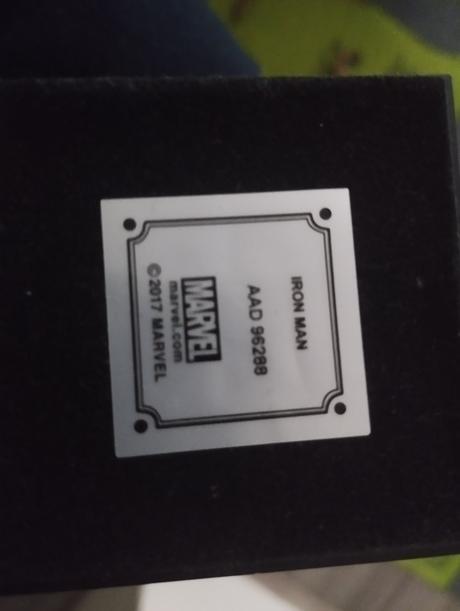 IRON MAN
AAD 96288
MARVEL
marvel.com
©2017 MARVEL